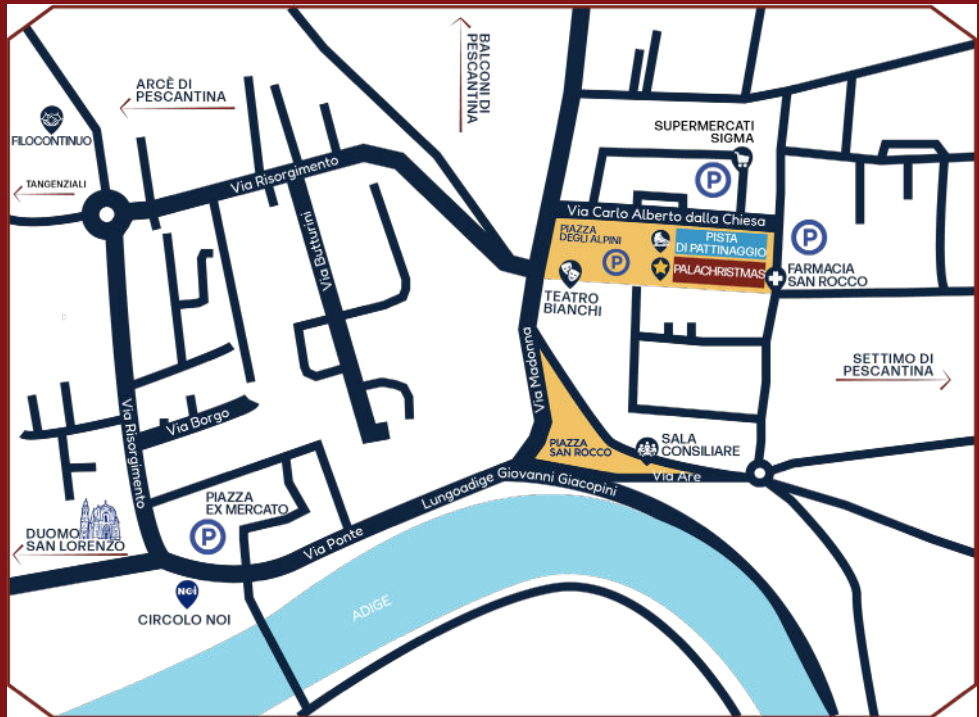 BALCONI DI
PESCANTINA
ARCÈ DI
PESCANTINA
FILOCONTINUO
TANGENZIALI
Via Risorgimento
Via Butturini
SUPERMERCATI
SIGMA
P
Via Carlo Alberto dalla Chiesa
PIAZZA
DEGLI ALPINI
P
PISTA
DI PATTINAGGIO
PALACHRISTMAS
P
FARMACIA
SAN ROCCO
TEATRO
BIANCHI
Via Madonna
SETTIMO DI
PESCANTINA
Via Risorgimento
Via Borgo
PIAZZA
SAN ROCCO
SALA
CONSILIARE
Via Are
Lungoadige Giovanni Giacopini
Via Ponte
PIAZZA
EX MERCATO
P
DUOMO
SAN LORENZO
NOI
CIRCOLO NOI
ADIGE